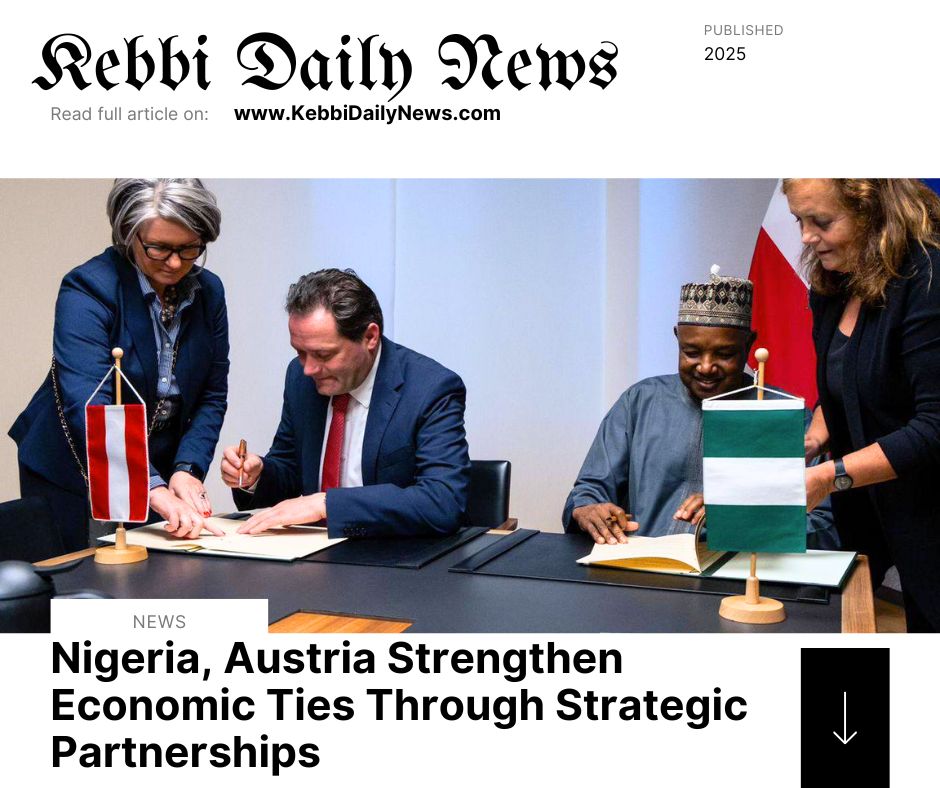 Kebbi Daily News
PUBLISHED
2025
Read full article on: www.KebbiDailyNews.com
NEWS
Nigeria, Austria Strengthen
Economic Ties Through Strategic
Partnerships